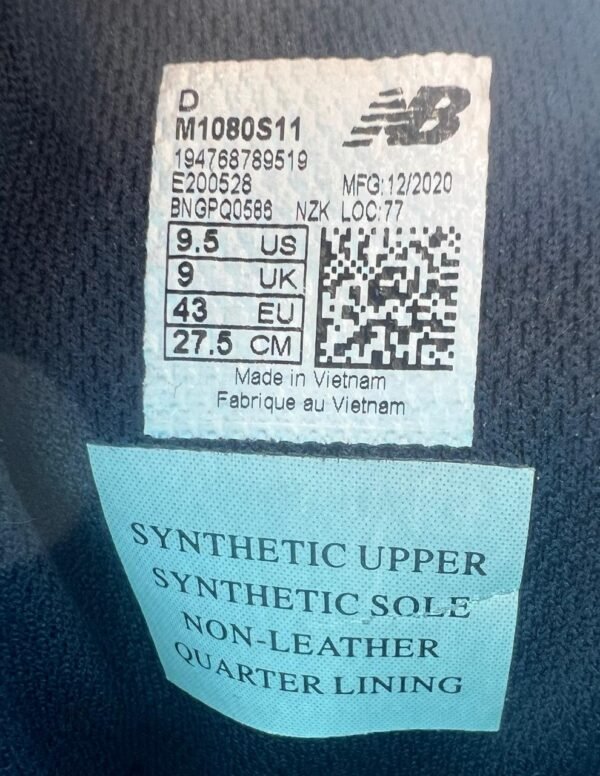 D
NB
M1080S11
194768789519
E200528 MFG:12/2020
BNGPQ0586 NZK LOC:77
9.5 US
9 UK
43 EU
27.5 CM
Made in Vietnam
Fabrique au Vietnam
SYNTHETIC UPPER
SYNTHETIC SOLE
NON-LEATHER
QUARTER LINING